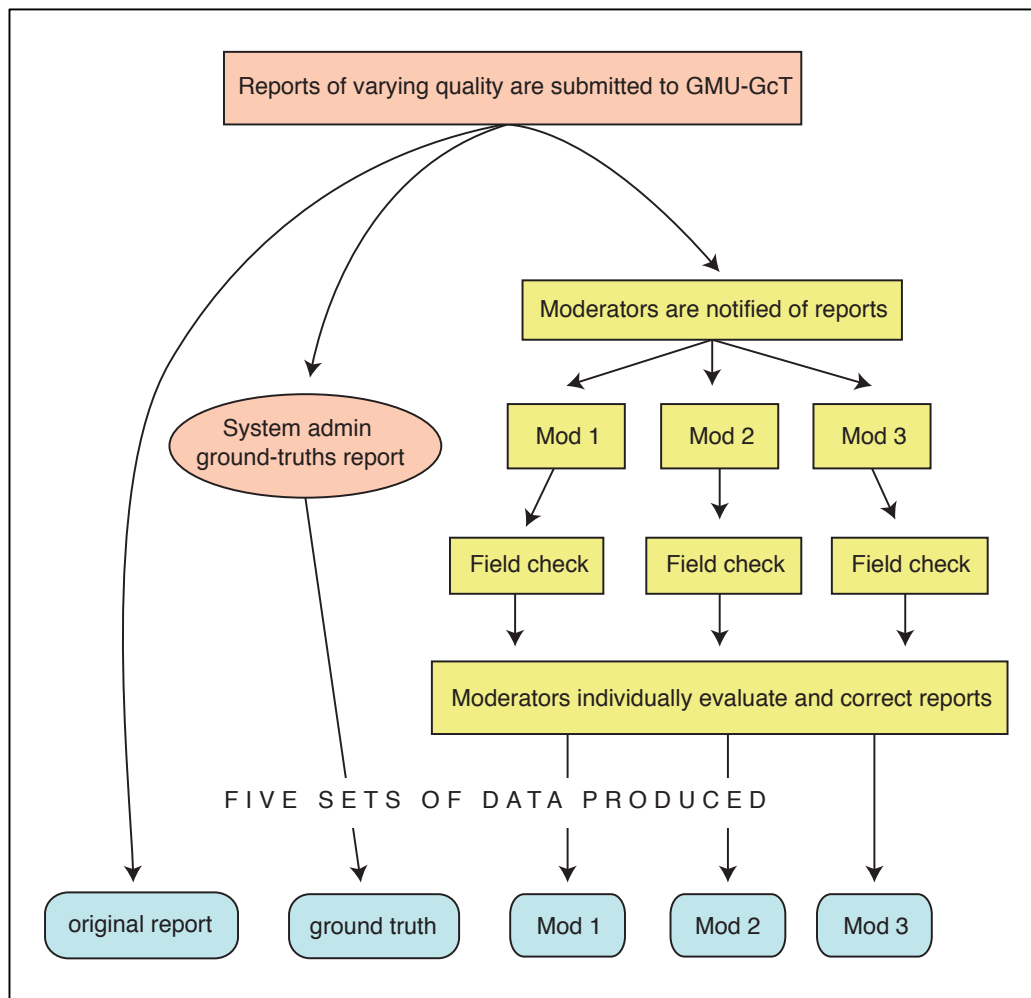 Reports of varying quality are submitted to GMU-GcT
Moderators are notified of reports
System admin
ground-truths report
Mod 1
Mod 2
Mod 3
Field check
Field check
Field check
Moderators individually evaluate and correct reports
FIVE SETS OF DATA PRODUCED
original report
ground truth
Mod 1
Mod 2
Mod 3